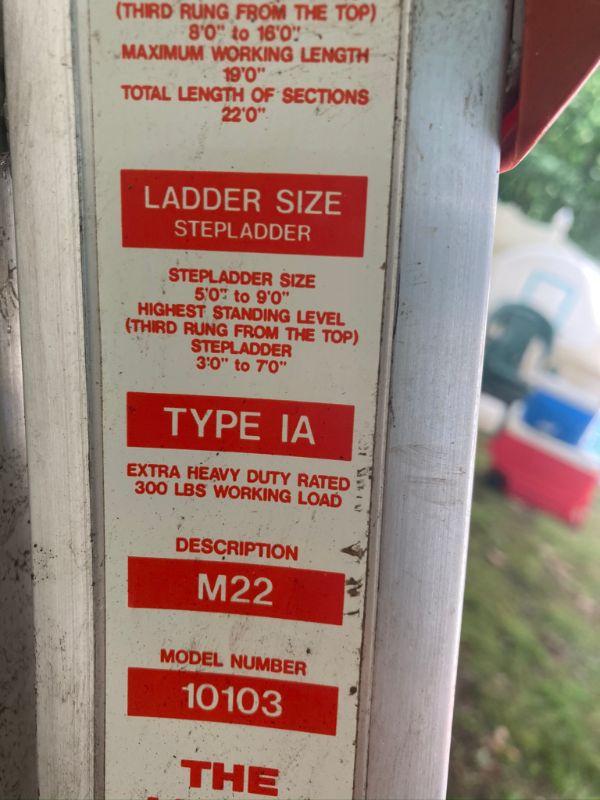 (THIRD RUNG FROM THE TOP)
8'0" to 16'0"
MAXIMUM WORKING LENGTH
19'0"
TOTAL LENGTH OF SECTIONS
22'0"
LADDER SIZE
STEPLADDER
STEPLADDER SIZE
5'0" to 9'0"
HIGHEST STANDING LEVEL
(THIRD RUNG FROM THE TOP)
STEPLADDER
3'0" to 7'0"
TYPE IA
EXTRA HEAVY DUTY RATED
300 LBS WORKING LOAD
DESCRIPTION
M22
MODEL NUMBER
10103
THE